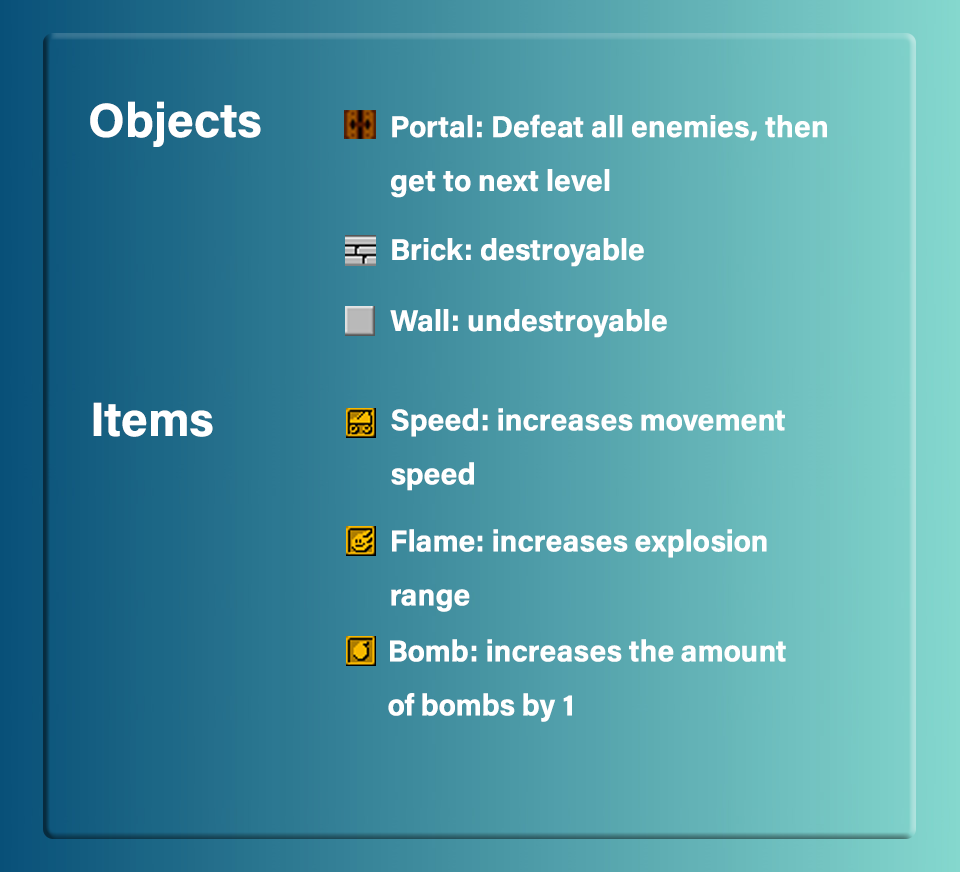 Objects
Portal: Defeat all enemies, then
get to next level
Brick: destroyable
Wall: undestroyable
Items
Speed: increases movement
speed
Flame: increases explosion
range
Bomb: increases the amount
of bombs by 1